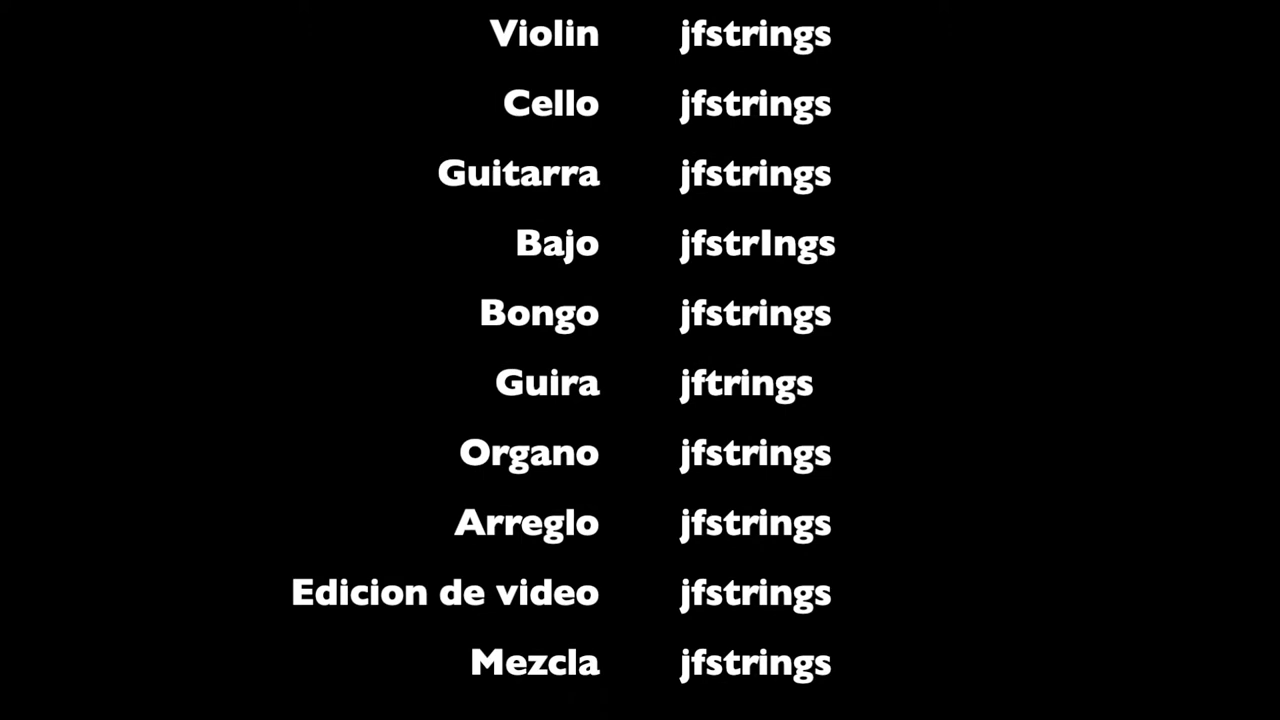 Violin jfstrings
Cello jfstrings
Guitarra jfstrings
Bajo jfstrIngs
Bongo jfstrings
Guira jftrings
Organo jfstrings
Arreglo jfstrings
Edicion de video jfstrings
Mezcla jfstrings